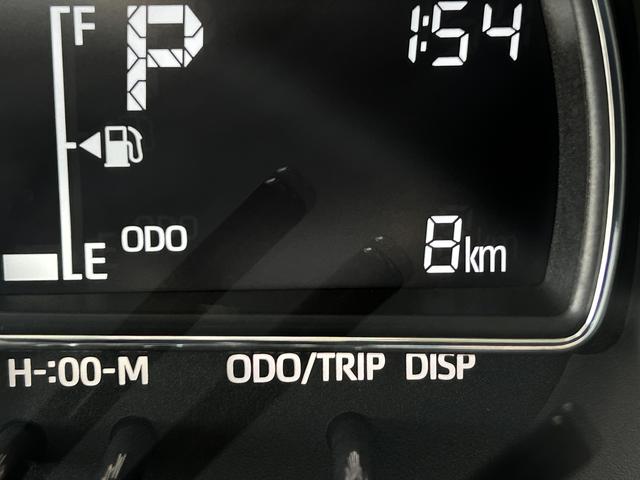 F
P
1:54
E
ODO
8km
H-:00-M
ODO/TRIP DISP